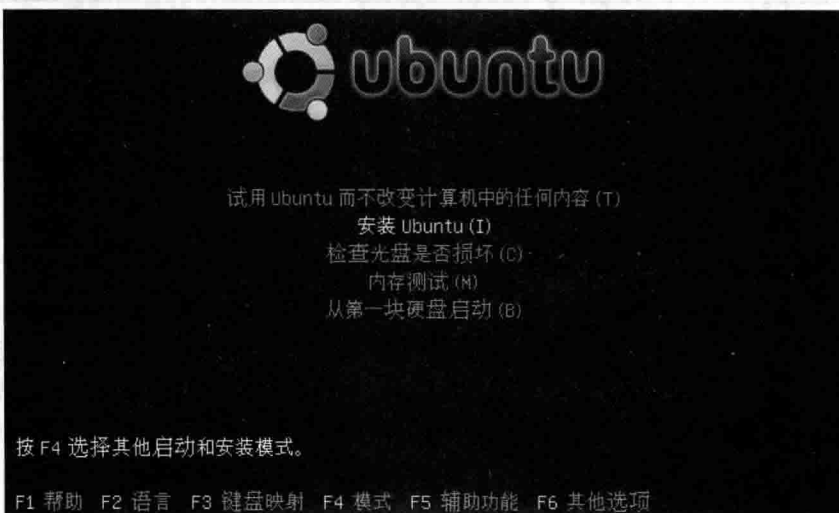 ubuntu
试用 Ubuntu 而不改变计算机中的任何内容(T)
安装 Ubuntu(I)
检查光盘是否损坏(C)
内存测试(M)
从第一块硬盘启动(B)
按 F4 选择其他启动和安装模式。
F1 帮助 F2 语言 F3 键盘映射 F4 模式 F5 辅助功能 F6 其他选项